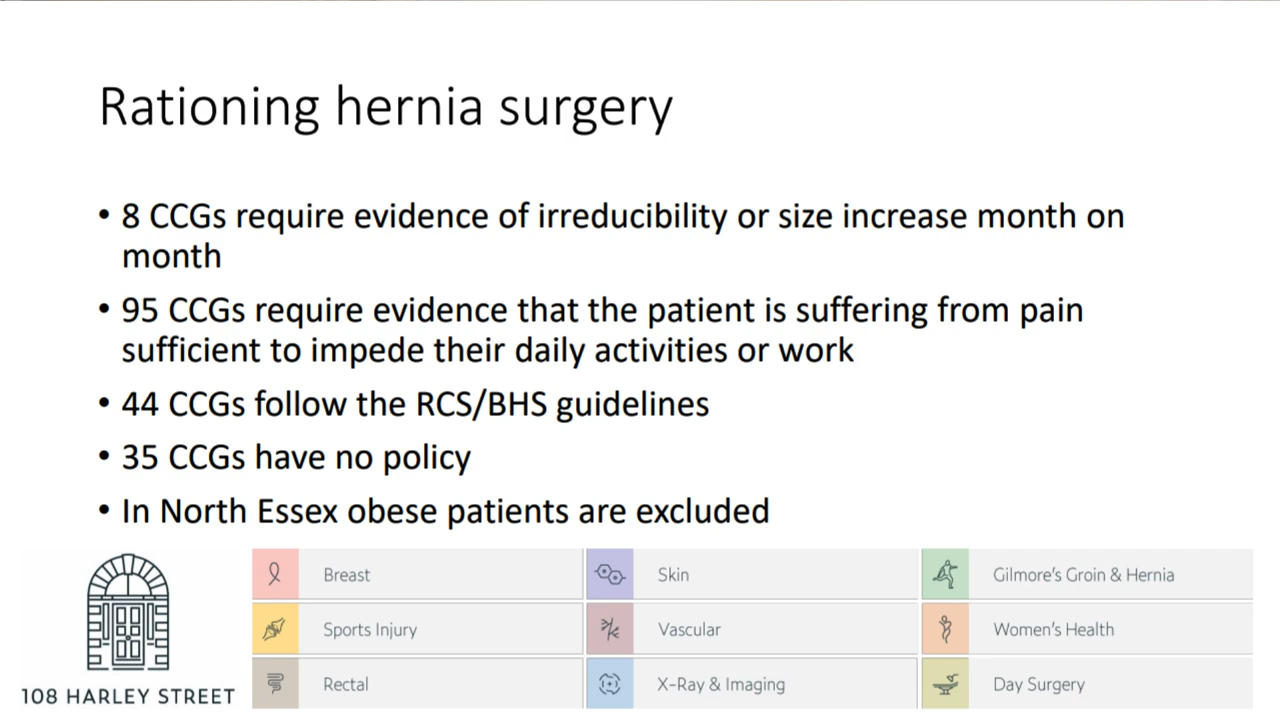 Rationing hernia surgery
• 8 CCGs require evidence of irreducibility or size increase month on
month
• 95 CCGs require evidence that the patient is suffering from pain
sufficient to impede their daily activities or work
• 44 CCGs follow the RCS/BHS guidelines
• 35 CCGs have no policy
• In North Essex obese patients are excluded
108 HARLEY STREET
Breast
Skin
Gilmore's Groin & Hernia
Sports Injury
Vascular
Women's Health
Rectal
X-Ray & Imaging
Day Surgery